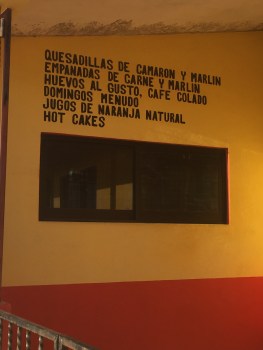 QUESADILLAS DE CAMARON Y MARLIN
EMPANADAS DE CARNE Y MARLIN
HUEVOS AL GUSTO, CAFE COLADO
DOMINGOS MENUDO
JUGOS DE NARANJA NATURAL
HOT CAKES